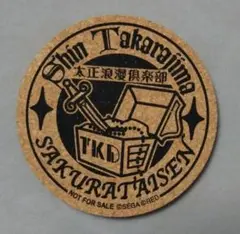 Shin Takarajima
太正浪漫倶楽部
TKD
SAKURATAISEN
NOT FOR SALE ©SEGA ©RED